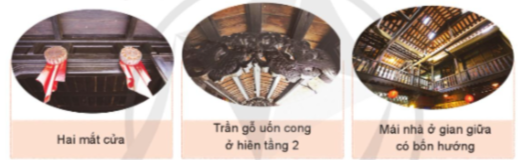 Hai mắt cửa
Trần gỗ uốn cong
ở hiên tầng 2
Mái nhà ở gian giữa
có bốn hướng